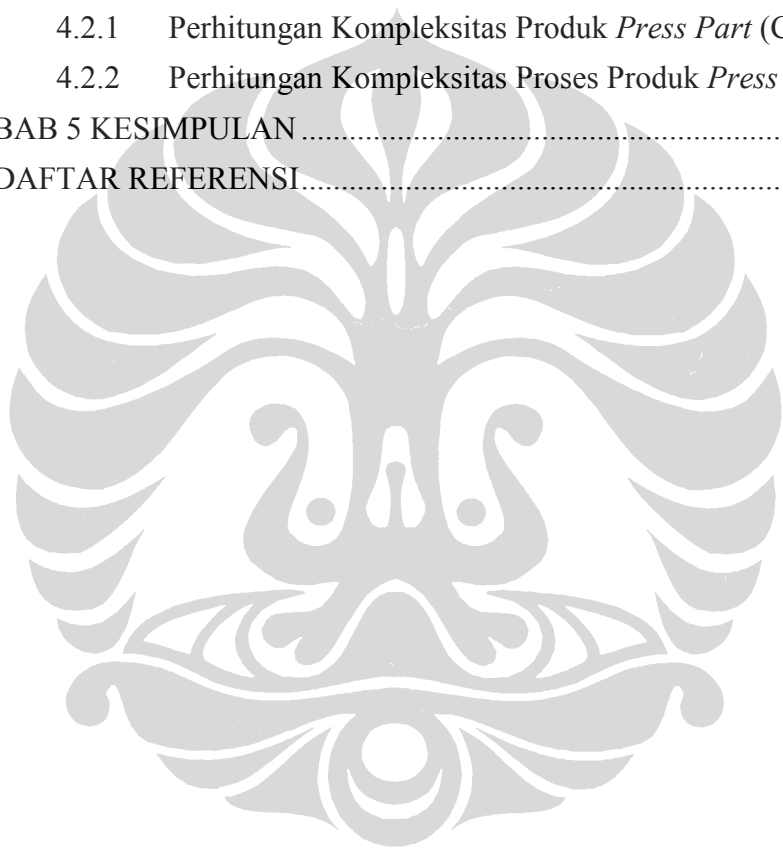 4.2.1 Perhitungan Kompleksitas Produk Press Part (C
4.2.2 Perhitungan Kompleksitas Proses Produk Press
BAB 5 KESIMPULAN ................................................................
DAFTAR REFERENSI................................................................